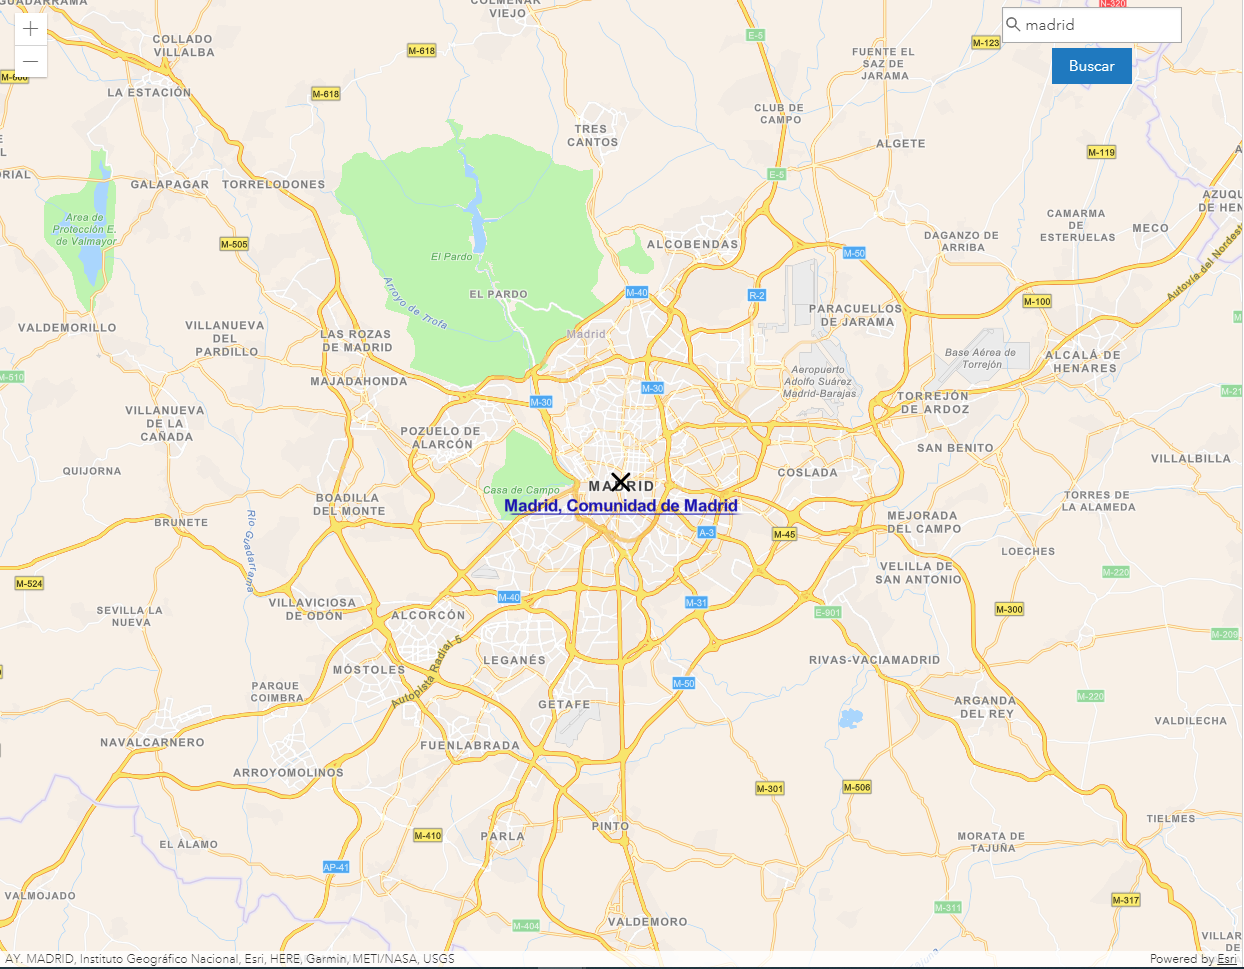 GUADARRAMA
COLMENAR
VIEJO
N-320
madrid
Buscar
COLLADO
VILLALBA
M-618
E-5
M-123
FUENTE EL
SAZ DE
JARAMA
M-600
LA ESTACIÓN
M-618
CLUB DE
CAMPO
TRES
CANTOS
ALGETE
M-119
GALAPAGAR
TORRELODONES
E-5
Area de
Protección E.
de Valmayor
M-505
El Pardo
ALCOBENDAS
M-50
DAGANZO DE
ARRIBA
CAMARMA
DE
ESTERUELAS
MECO
Autovía del Nordeste
Arroyo de Trofa
EL PARDO
M-40
R-2
M-100
PARACUELLOS
DE JARAMA
VALDEMORILLO
VILLANUEVA
DEL
PARDILLO
LAS ROZAS
DE MADRID
Madrid
Base Aérea de
Torrejón
ALCALÁ DE
HENARES
M-510
MAJADAHONDA
M-30
M-30
Aeropuerto
Adolfo Suárez
Madrid-Barajas
TORREJÓN
DE ARDOZ
VILLANUEVA
DE LA
CAÑADA
POZUELO DE
ALARCÓN
SAN BENITO
VILLALBILLA
QUIJORNA
COSLADA
Casa de Campo
MADRID
Madrid, Comunidad de Madrid
BOADILLA
DEL MONTE
TORRES DE
LA ALAMEDA
BRUNETE
Río Guadarrama
A-3
M-45
MEJORADA
DEL CAMPO
LOECHES
M-524
M-220
VELILLA DE
SAN ANTONIO
M-40
M-31
E-901
M-300
SEVILLA LA
NUEVA
VILLAVICIOSA
DE ODÓN
ALCORCÓN
M-209
Autopista Radial 5
LEGANÉS
RIVAS-VACIAMADRID
MÓSTOLES
M-50
PARQUE
COIMBRA
M-220
GETAFE
ARGANDA
DEL REY
VALDILECHA
NAVALCARNERO
FUENLABRADA
ARROYOMOLINOS
M-301
M-506
PINTO
TIELMES
M-410
PARLA
MORATA DE
TAJUÑA
EL ÁLAMO
AP-41
VALMOJADO
M-317
M-311
M-404
VALDEMORO
AY. MADRID, Instituto Geográfico Nacional, Esri, HERE, Garmin, METI/NASA, USGS
Powered by Esri